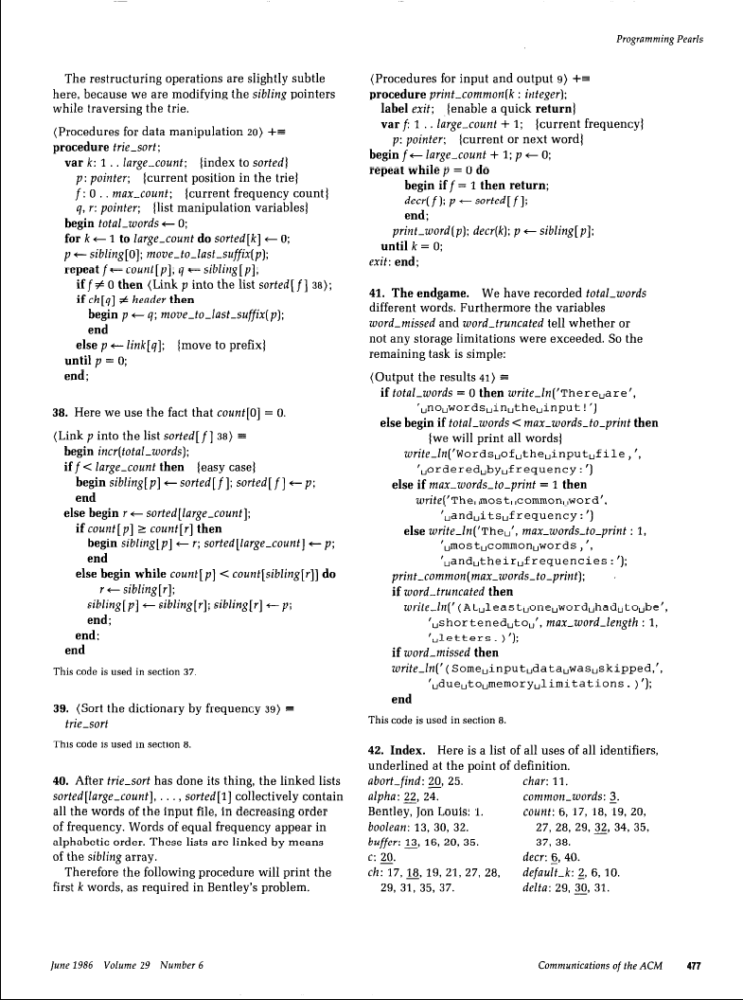 Programming Pearls
The restructuring operations are slightly subtle
here, because we are modifying the sibling pointers
while traversing the trie.
⟨Procedures for data manipulation 20⟩ +≡
procedure trie_sort;
var k: 1 . . large_count; {index to sorted}
p: pointer; {current position in the trie}
f: 0 . . max_count; {current frequency count}
q, r: pointer; {list manipulation variables}
begin total_words ← 0;
for k ← 1 to large_count do sorted[k] ← 0;
p ← sibling[0]; move_to_last_suffix(p);
repeat f ← count[p]; q ← sibling[p];
if f ≠ 0 then ⟨Link p into the list sorted[f] 38⟩;
if ch[q] ≠ header then
begin p ← q; move_to_last_suffix(p);
end
else p ← link[q]; {move to prefix}
until p = 0;
end;
38. Here we use the fact that count[0] = 0.
⟨Link p into the list sorted[f] 38⟩ ≡
begin incr(total_words);
if f < large_count then {easy case}
begin sibling[p] ← sorted[f]; sorted[f] ← p;
end
else begin r ← sorted[large_count];
if count[p] ≥ count[r] then
begin sibling[p] ← r; sorted[large_count] ← p;
end
else begin while count[p] < count[sibling[r]] do
r ← sibling[r];
sibling[p] ← sibling[r]; sibling[r] ← p;
end;
end;
end
This code is used in section 37.
39. ⟨Sort the dictionary by frequency 39⟩ ≡
trie_sort
This code is used in section 8.
40. After trie_sort has done its thing, the linked lists
sorted[large_count], . . . , sorted[1] collectively contain
all the words of the input file, in decreasing order
of frequency. Words of equal frequency appear in
alphabetic order. These lists are linked by means
of the sibling array.
Therefore the following procedure will print the
first k words, as required in Bentley's problem.
⟨Procedures for input and output 9⟩ +≡
procedure print_common(k : integer);
label exit; {enable a quick return}
var f: 1 . . large_count + 1; {current frequency}
p: pointer; {current or next word}
begin f ← large_count + 1; p ← 0;
repeat while p = 0 do
begin if f = 1 then return;
decr(f); p ← sorted[f];
end;
print_word(p); decr(k); p ← sibling[p];
until k = 0;
exit: end;
41. The endgame. We have recorded total_words
different words. Furthermore the variables
word_missed and word_truncated tell whether or
not any storage limitations were exceeded. So the
remaining task is simple:
⟨Output the results 41⟩ ≡
if total_words = 0 then write_ln('There␣are',
'␣no␣words␣in␣the␣input!')
else begin if total_words < max_words_to_print then
{we will print all words}
write_ln('Words␣of␣the␣input␣file,',
'␣ordered␣by␣frequency:')
else if max_words_to_print = 1 then
write('The␣most␣common␣word',
'␣and␣its␣frequency:')
else write_ln('The␣', max_words_to_print : 1,
'␣most␣common␣words,',
'␣and␣their␣frequencies:');
print_common(max_words_to_print);
if word_truncated then
write_ln('(At␣least␣one␣word␣had␣to␣be',
'␣shortened␣to␣', max_word_length : 1,
'␣letters.)');
if word_missed then
write_ln('(Some␣input␣data␣was␣skipped,',
'␣due␣to␣memory␣limitations.)');
end
This code is used in section 8.
42. Index. Here is a list of all uses of all identifiers,
underlined at the point of definition.
abort_find: 20, 25.
alpha: 22, 24.
Bentley, Jon Louis: 1.
boolean: 13, 30, 32.
buffer: 13, 16, 20, 35.
c: 20.
ch: 17, 18, 19, 21, 27, 28,
29, 31, 35, 37.
char: 11.
common_words: 3.
count: 6, 17, 18, 19, 20,
27, 28, 29, 32, 34, 35,
37, 38.
decr: 6, 40.
default_k: 2, 6, 10.
delta: 29, 30, 31.
June 1986 Volume 29 Number 6
Communications of the ACM 477